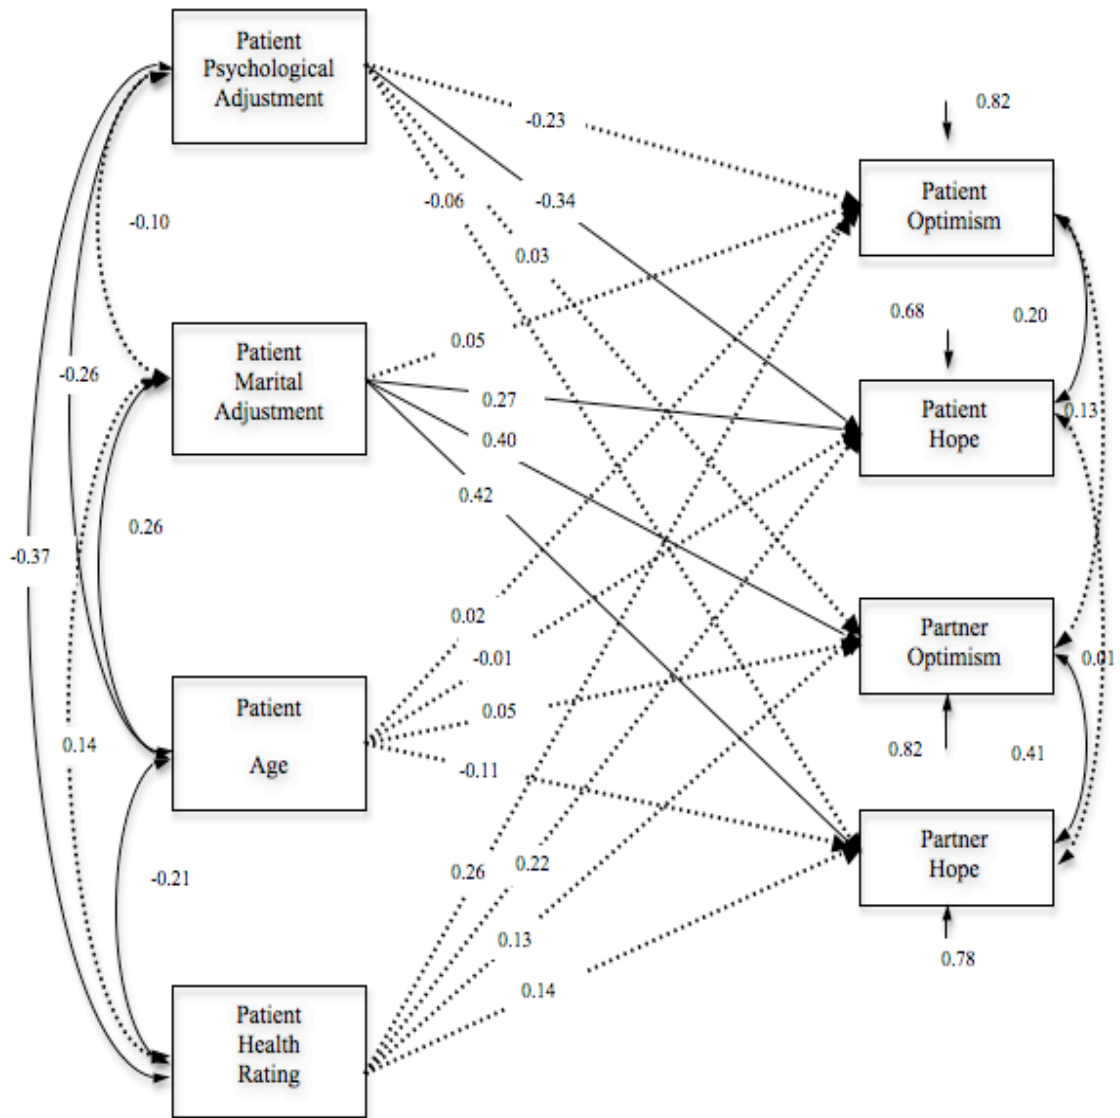 Patient
Psychological
Adjustment
0.82
-0.23
Patient
Optimism
-0.06
-0.34
-0.10
0.03
0.68
0.20
0.05
Patient
Marital
Adjustment
-0.26
0.27
Patient
Hope
0.13
0.40
0.42
0.26
-0.37
0.02
Partner
Optimism
-0.01
0.01
Patient
Age
0.05
0.14
0.82
0.41
-0.11
Partner
Hope
-0.21
0.26
0.22
0.13
0.78
0.14
Patient
Health
Rating